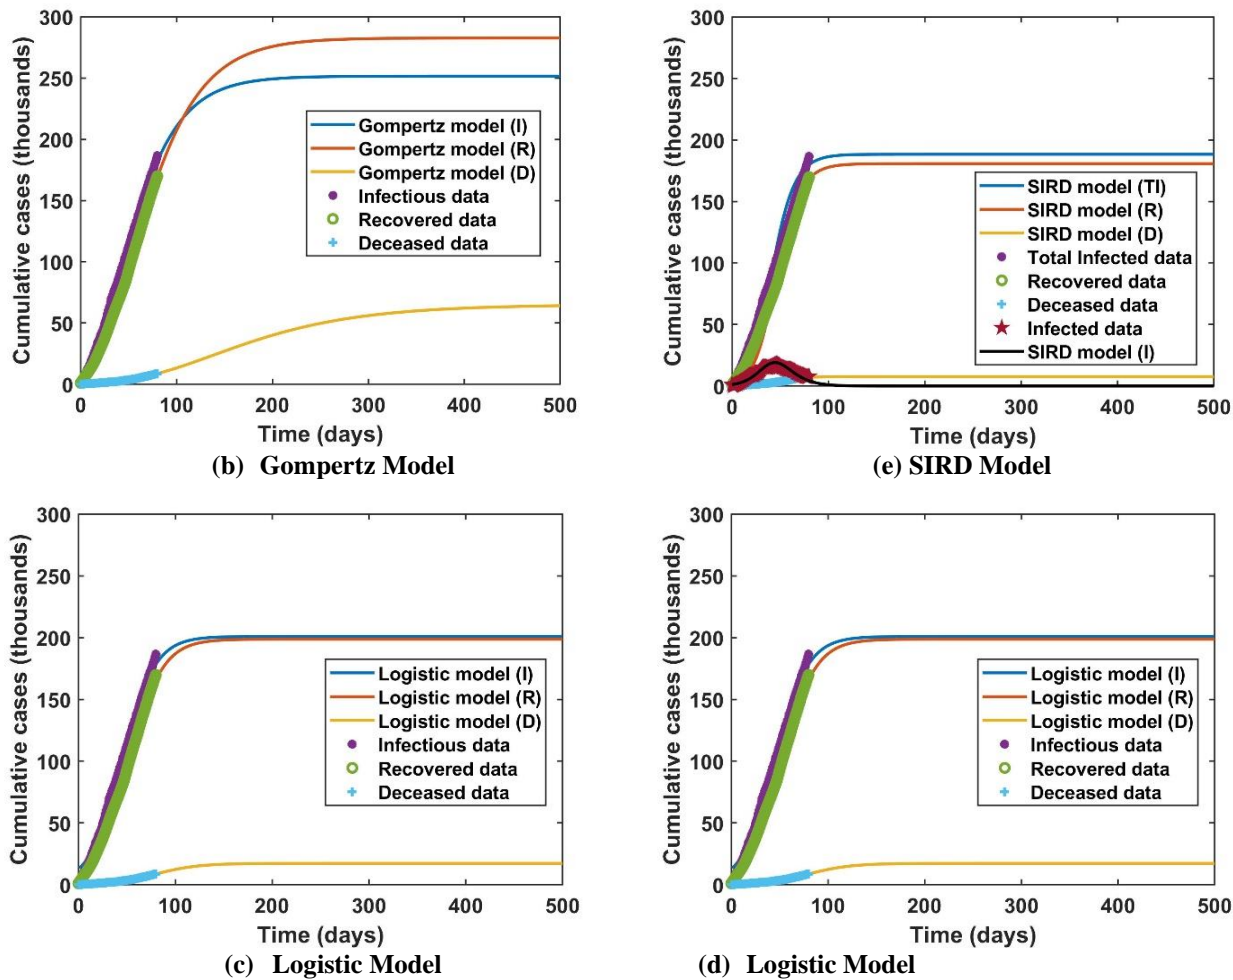 300
250
200
150
100
50
0
Cumulative cases (thousands)
Gompertz model (I)
Gompertz model (R)
Gompertz model (D)
Infectious data
Recovered data
Deceased data
0 100 200 300 400 500
Time (days)
(b) Gompertz Model
300
250
200
150
100
50
0
Cumulative cases (thousands)
SIRD model (TI)
SIRD model (R)
SIRD model (D)
Total Infected data
Recovered data
Deceased data
Infected data
SIRD model (I)
0 100 200 300 400 500
Time (days)
(e) SIRD Model
300
250
200
150
100
50
0
Cumulative cases (thousands)
Logistic model (I)
Logistic model (R)
Logistic model (D)
Infectious data
Recovered data
Deceased data
0 100 200 300 400 500
Time (days)
(c) Logistic Model
300
250
200
150
100
50
0
Cumulative cases (thousands)
Logistic model (I)
Logistic model (R)
Logistic model (D)
Infectious data
Recovered data
Deceased data
0 100 200 300 400 500
Time (days)
(d) Logistic Model